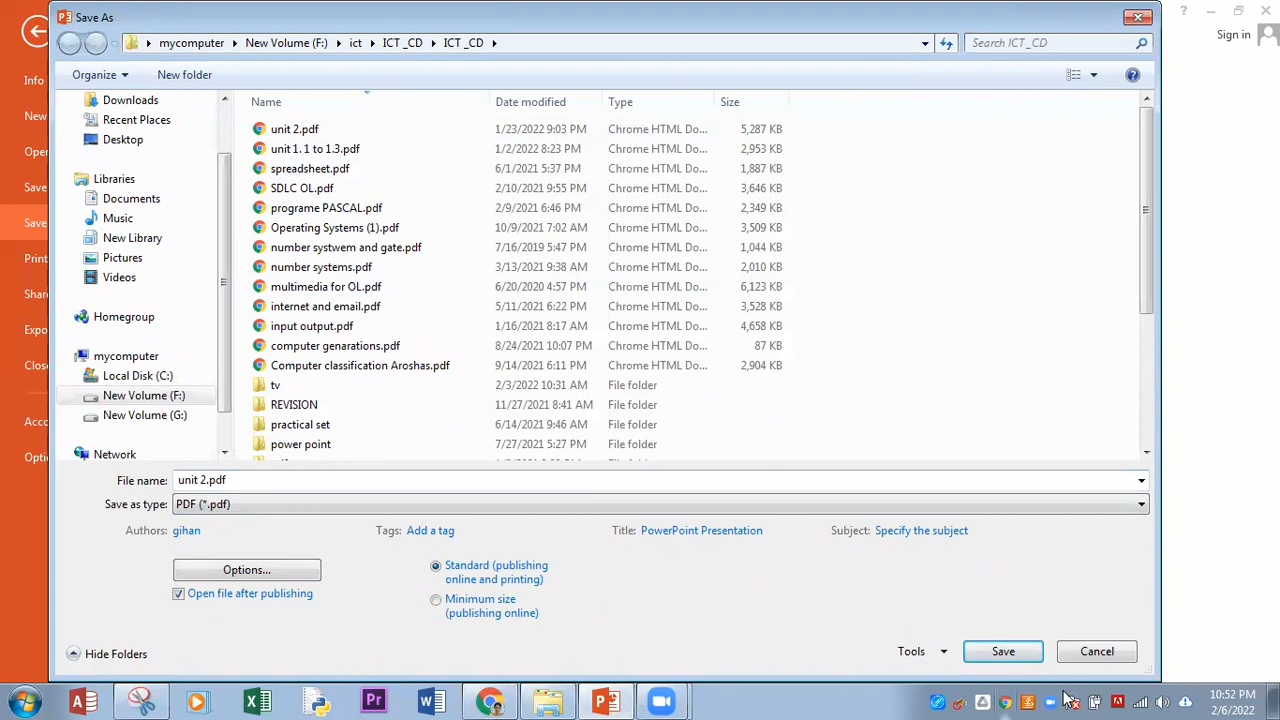 Save As
Sign in
mycomputer New Volume (F:) ict ICT _CD ICT _CD
Search ICT_CD
Organize New folder
Info
New
Open
Save
Save
Print
Share
Expo
Close
Acco
Optio
Downloads
Recent Places
Desktop
Libraries
Documents
Music
New Library
Pictures
Videos
Homegroup
mycomputer
Local Disk (C:)
New Volume (F:)
New Volume (G:)
Network
Name Date modified Type Size
unit 2.pdf 1/23/2022 9:03 PM Chrome HTML Do... 5,287 KB
unit 1. 1 to 1.3.pdf 1/2/2022 8:23 PM Chrome HTML Do... 2,953 KB
spreadsheet.pdf 6/1/2021 5:37 PM Chrome HTML Do... 1,887 KB
SDLC OL.pdf 2/10/2021 9:55 PM Chrome HTML Do... 3,646 KB
programe PASCAL.pdf 2/9/2021 6:46 PM Chrome HTML Do... 2,349 KB
Operating Systems (1).pdf 10/9/2021 7:02 AM Chrome HTML Do... 3,509 KB
number systwem and gate.pdf 7/16/2019 5:47 PM Chrome HTML Do... 1,044 KB
number systems.pdf 3/13/2021 9:38 AM Chrome HTML Do... 2,010 KB
multimedia for OL.pdf 6/20/2020 4:57 PM Chrome HTML Do... 6,123 KB
internet and email.pdf 5/11/2021 6:22 PM Chrome HTML Do... 3,528 KB
input output.pdf 1/16/2021 8:17 AM Chrome HTML Do... 4,658 KB
computer genarations.pdf 8/24/2021 10:07 PM Chrome HTML Do... 87 KB
Computer classification Aroshas.pdf 9/14/2021 6:11 PM Chrome HTML Do... 2,904 KB
tv 2/3/2022 10:31 AM File folder
REVISION 11/27/2021 8:41 AM File folder
practical set 6/14/2021 9:46 AM File folder
power point 7/27/2021 5:27 PM File folder
File name: unit 2.pdf
Save as type: PDF (*.pdf)
Authors: gihan Tags: Add a tag Title: PowerPoint Presentation Subject: Specify the subject
Options...
Open file after publishing
Standard (publishing
online and printing)
Minimum size
(publishing online)
Hide Folders
Tools Save Cancel
10:52 PM
2/6/2022